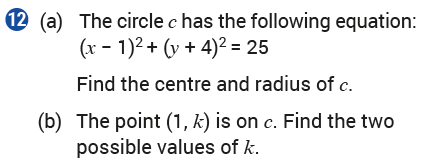 12 (a) The circle c has the following equation:
(x − 1)² + (y + 4)² = 25
Find the centre and radius of c.
(b) The point (1, k) is on c. Find the two
possible values of k.